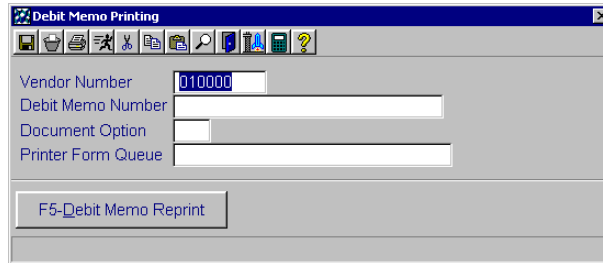 Debit Memo Printing
Vendor Number 010000
Debit Memo Number
Document Option
Printer Form Queue
F5-Debit Memo Reprint